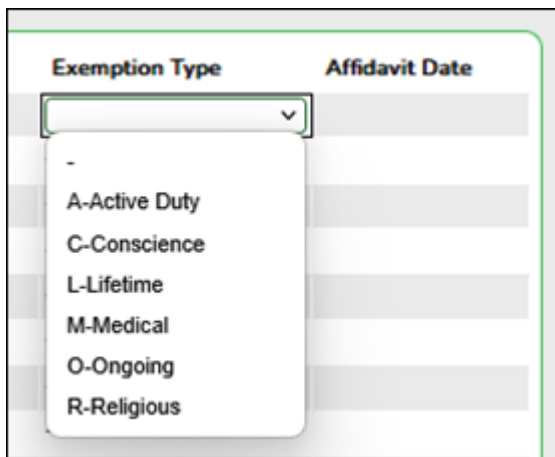 Exemption Type Affidavit Date
-
A-Active Duty
C-Conscience
L-Lifetime
M-Medical
O-Ongoing
R-Religious